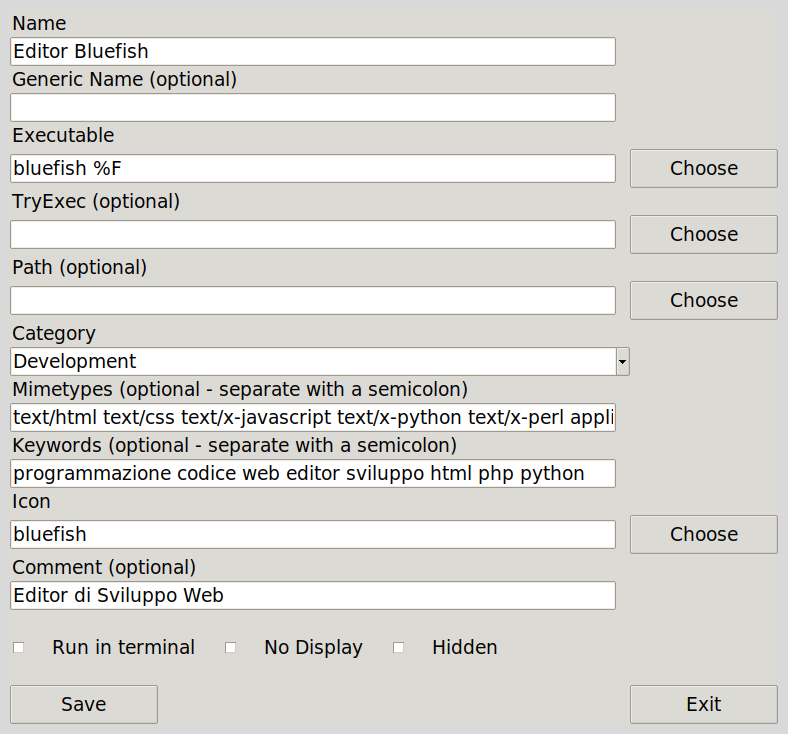 Name
Editor Bluefish
Generic Name (optional)
Executable
bluefish %F
Choose
TryExec (optional)
Choose
Path (optional)
Choose
Category
Development
Mimetypes (optional - separate with a semicolon)
text/html text/css text/x-javascript text/x-python text/x-perl appli
Keywords (optional - separate with a semicolon)
programmazione codice web editor sviluppo html php python
Icon
bluefish
Choose
Comment (optional)
Editor di Sviluppo Web
Run in terminal No Display Hidden
Save Exit